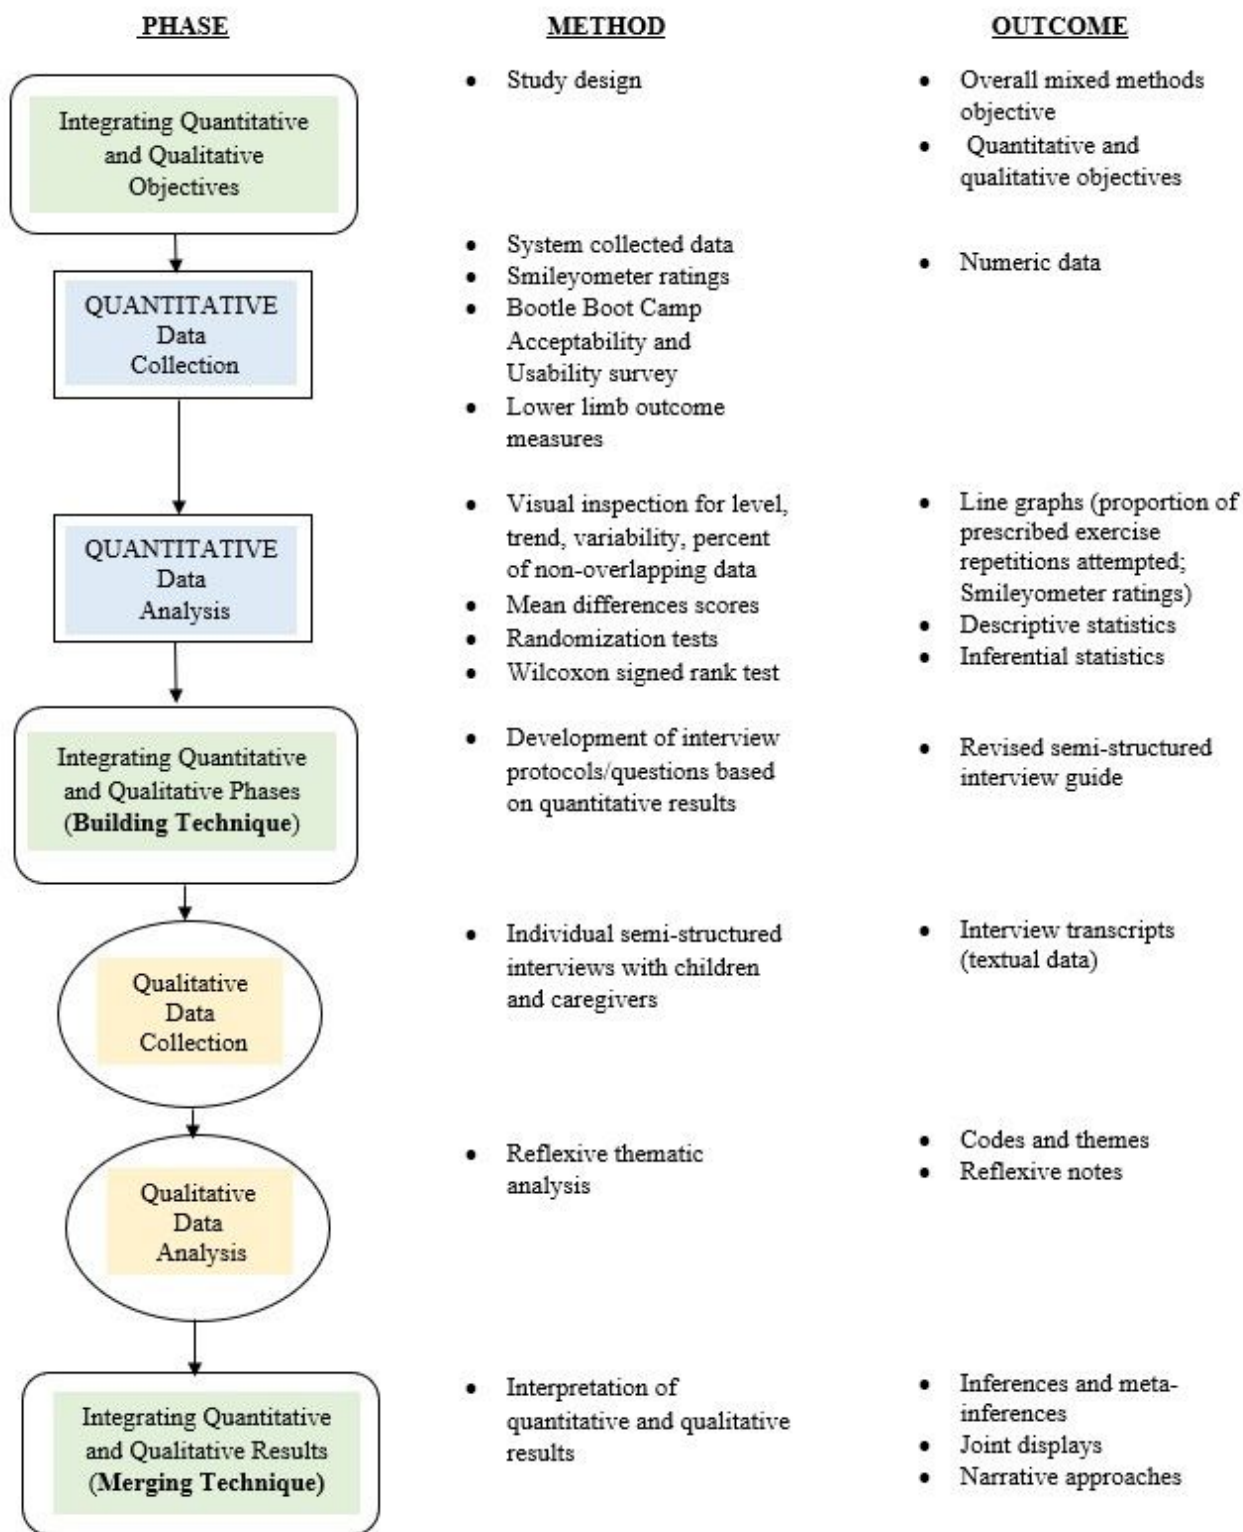 PHASE
METHOD
OUTCOME
Integrating Quantitative
and Qualitative
Objectives
• Study design
• Overall mixed methods
objective
• Quantitative and
qualitative objectives
QUANTITATIVE
Data
Collection
• System collected data
• Smileyometer ratings
• Bootle Boot Camp
Acceptability and
Usability survey
• Lower limb outcome
measures
• Numeric data
QUANTITATIVE
Data
Analysis
• Visual inspection for level,
trend, variability, percent
of non-overlapping data
• Mean differences scores
• Randomization tests
• Wilcoxon signed rank test
• Line graphs (proportion of
prescribed exercise
repetitions attempted;
Smileyometer ratings)
• Descriptive statistics
• Inferential statistics
Integrating Quantitative
and Qualitative Phases
(Building Technique)
• Development of interview
protocols/questions based
on quantitative results
• Revised semi-structured
interview guide
Qualitative
Data
Collection
• Individual semi-structured
interviews with children
and caregivers
• Interview transcripts
(textual data)
Qualitative
Data
Analysis
• Reflexive thematic
analysis
• Codes and themes
• Reflexive notes
Integrating Quantitative
and Qualitative Results
(Merging Technique)
• Interpretation of
quantitative and qualitative
results
• Inferences and meta-
inferences
• Joint displays
• Narrative approaches